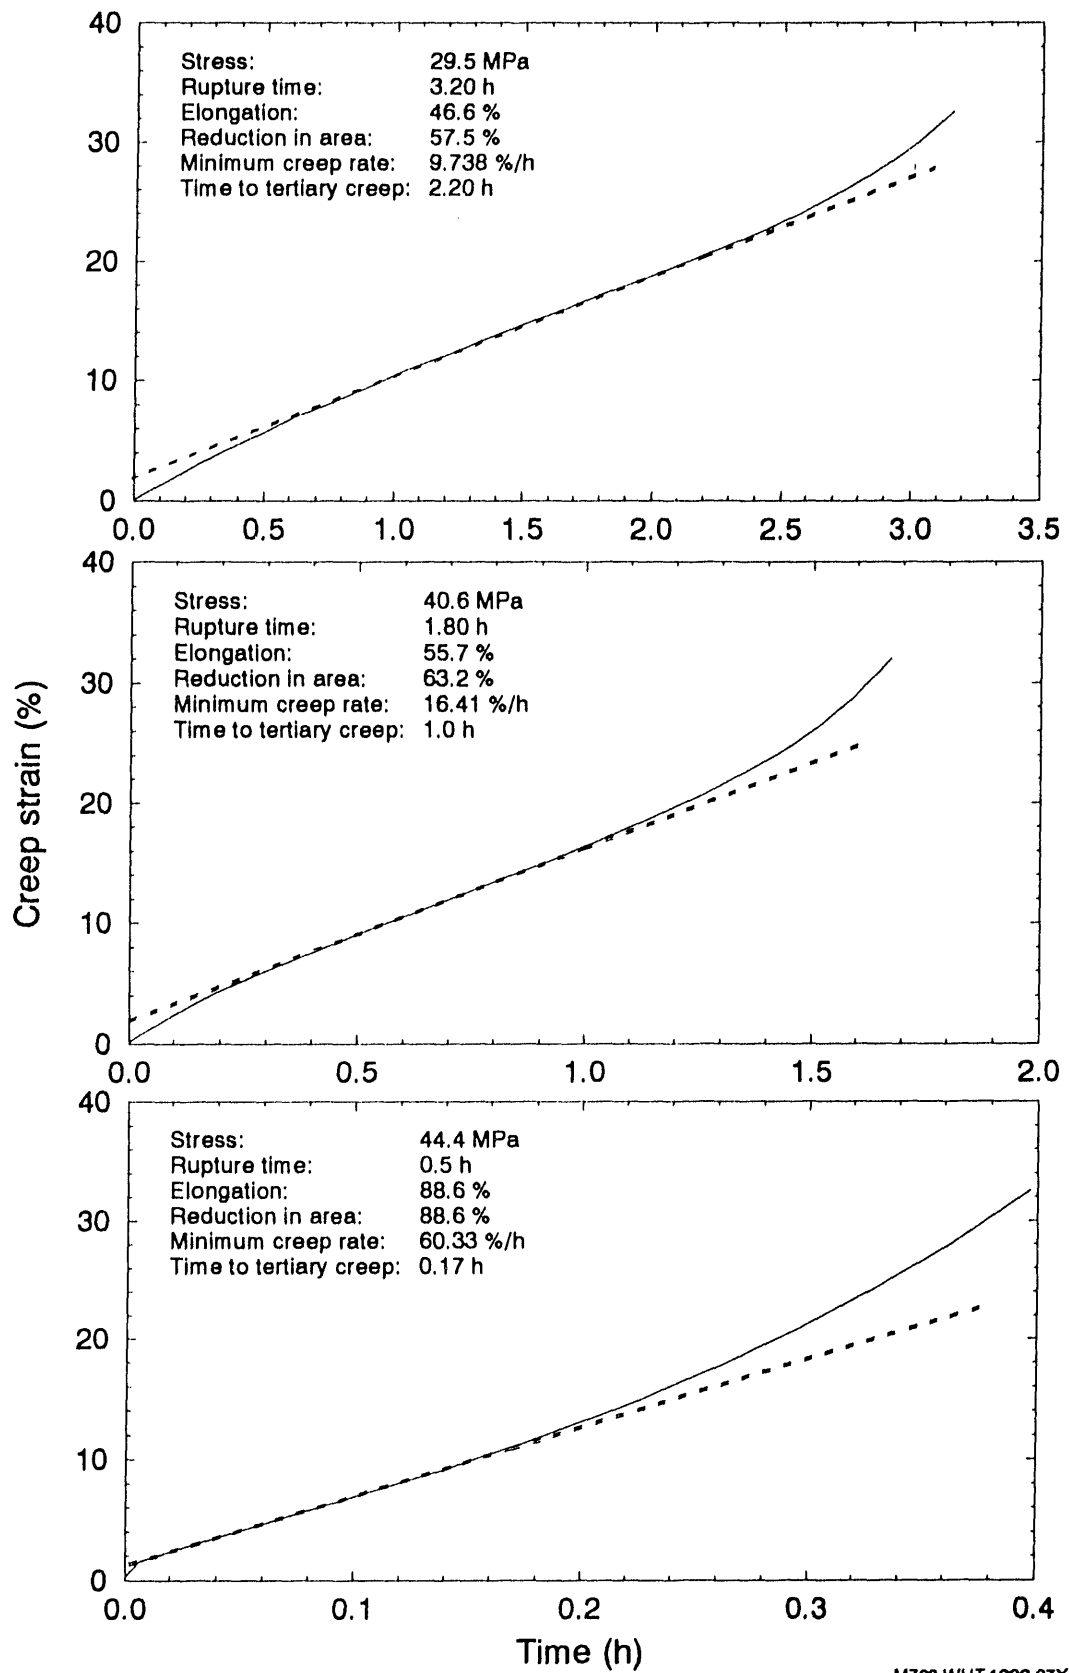 40
Stress: 29.5 MPa
Rupture time: 3.20 h
Elongation: 46.6 %
Reduction in area: 57.5 %
Minimum creep rate: 9.738 %/h
Time to tertiary creep: 2.20 h
30
20
10
0
0.0 0.5 1.0 1.5 2.0 2.5 3.0 3.5
40
Stress: 40.6 MPa
Rupture time: 1.80 h
Elongation: 55.7 %
Reduction in area: 63.2 %
Minimum creep rate: 16.41 %/h
Time to tertiary creep: 1.0 h
30
20
10
0
Creep strain (%)
0.0 0.5 1.0 1.5 2.0
40
Stress: 44.4 MPa
Rupture time: 0.5 h
Elongation: 88.6 %
Reduction in area: 88.6 %
Minimum creep rate: 60.33 %/h
Time to tertiary creep: 0.17 h
30
20
10
0
0.0 0.1 0.2 0.3 0.4
Time (h)